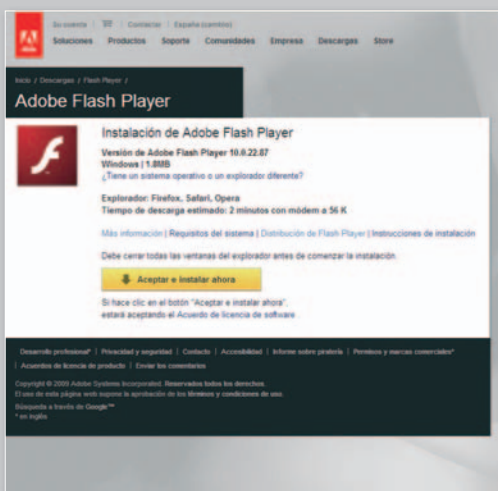 Su cuenta | Contactos | España (cambio)
Soluciones Productos Soporte Comunidades Empresa Descargas Store
Inicio / Descargas / Flash Player /
Adobe Flash Player
Instalación de Adobe Flash Player
Versión de Adobe Flash Player 10.0.22.87
Windows | 1.8MB
¿Tiene un sistema operativo o un explorador diferente?
Explorador: Firefox, Safari, Opera
Tiempo de descarga estimado: 2 minutos con módem a 56 K
Más información | Requisitos del sistema | Distribución de Flash Player | Instrucciones de instalación
Debe cerrar todas las ventanas del explorador antes de comenzar la instalación.
Aceptar e instalar ahora
Si hace clic en el botón "Aceptar e instalar ahora",
estará aceptando el Acuerdo de licencia de software.
Desarrollo profesional* | Privacidad y seguridad | Contacto | Accesibilidad | Informe sobre piratería | Permisos y marcas comerciales*
| Acuerdos de licencia de producto | Enviar tus comentarios
Copyright © 2009 Adobe Systems Incorporated. Reservados todos los derechos.
El uso de esta página web supone la aprobación de los términos y condiciones de uso.
Búsqueda a través de Google™
* en inglés